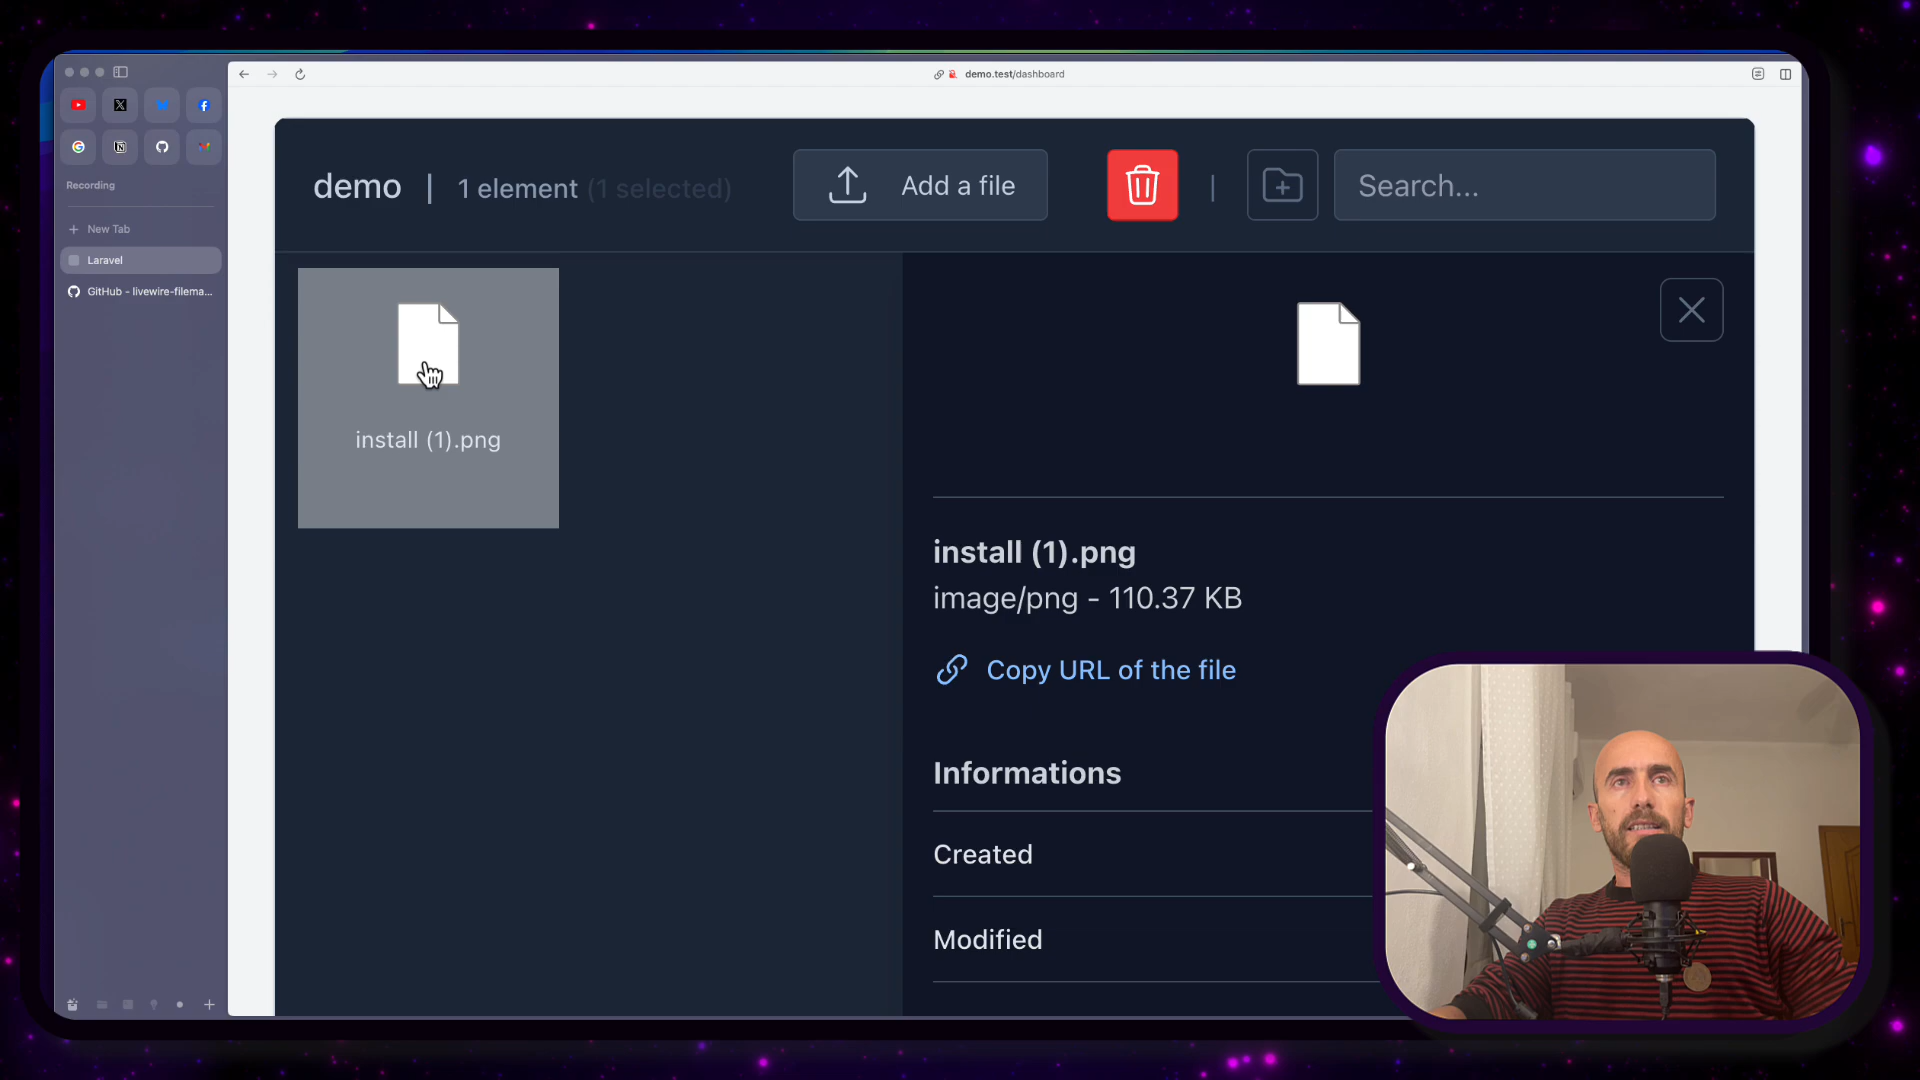 demo.test/dashboard
Recording
New Tab
Laravel
GitHub - livewire-filema...
demo | 1 element (1 selected)
Add a file
Search...
install (1).png
install (1).png
image/png - 110.37 KB
Copy URL of the file
Informations
Created
Modified